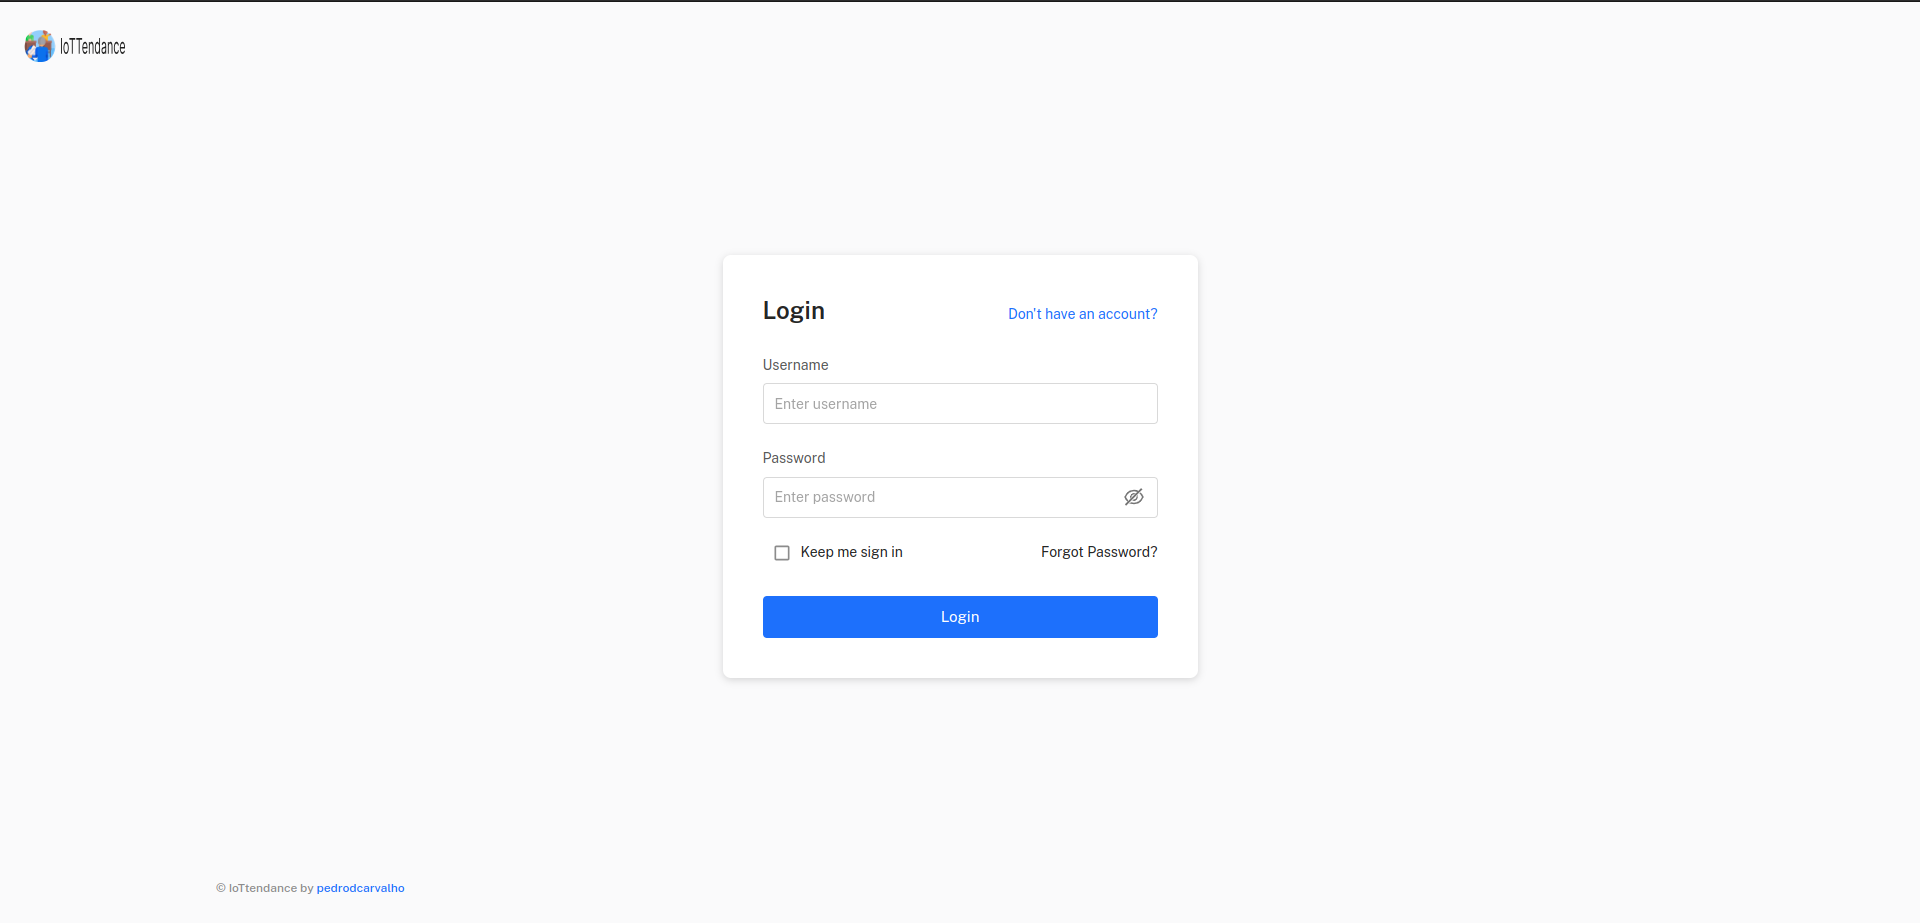 IoTTendance
Login
Don't have an account?
Username
Enter username
Password
Enter password
Keep me sign in
Forgot Password?
Login
© IoTtendance by pedrodcarvalho